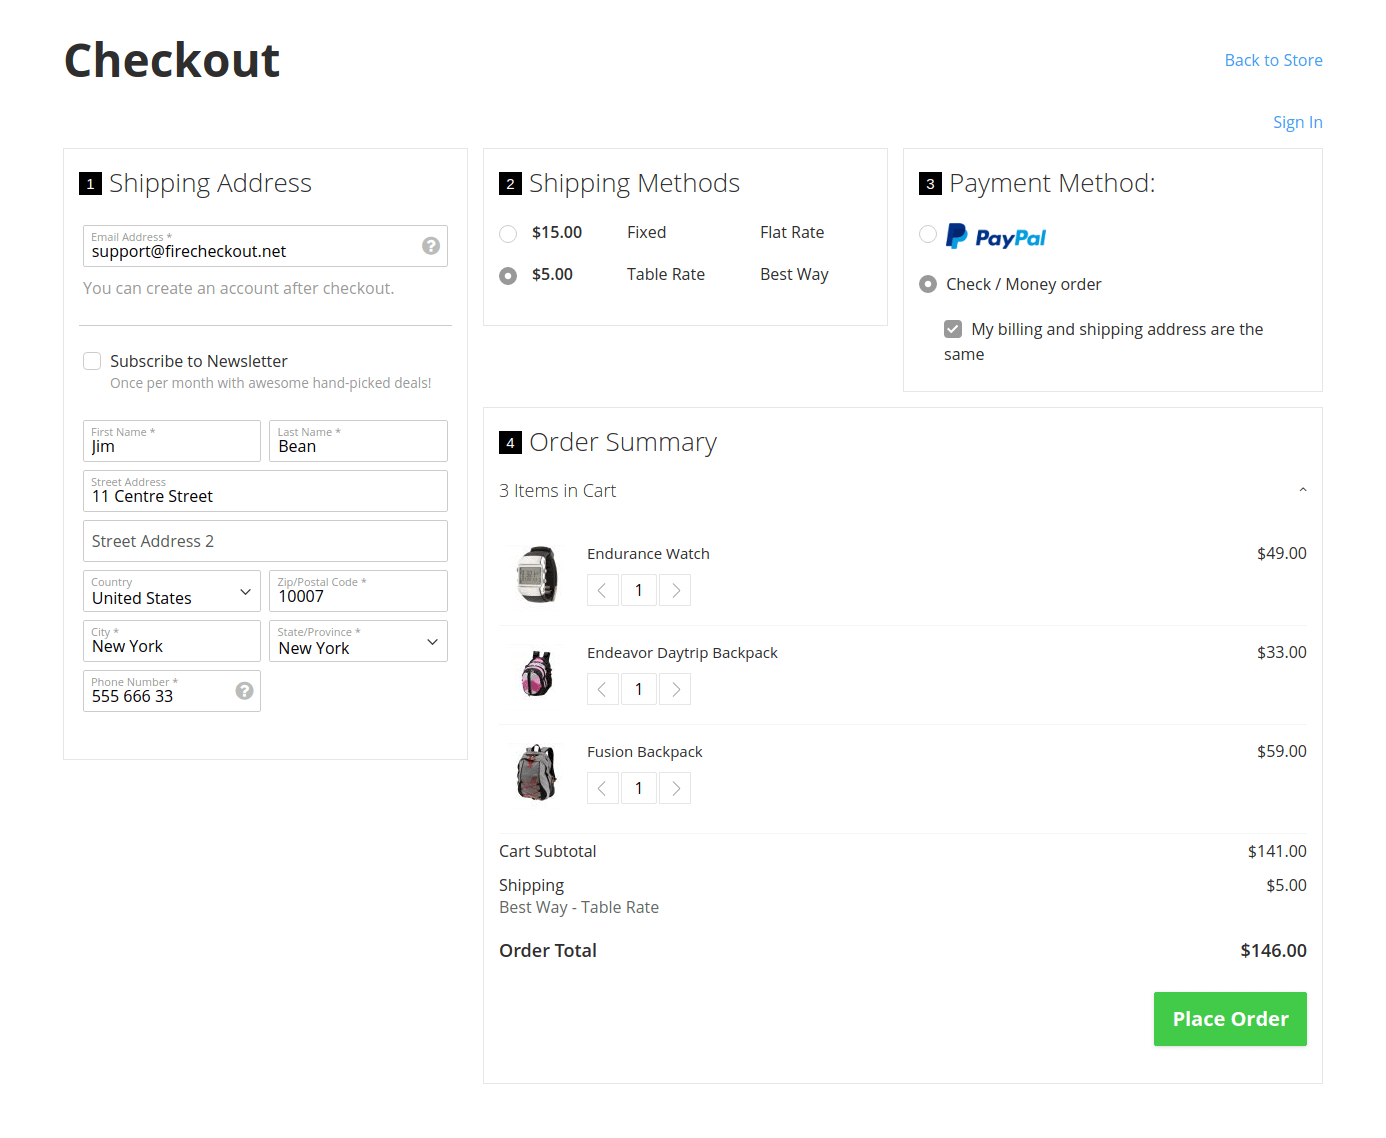 Checkout
Back to Store
Sign In
1 Shipping Address
Email Address *
support@firecheckout.net
?
You can create an account after checkout.
Subscribe to Newsletter
Once per month with awesome hand-picked deals!
First Name *
Jim
Last Name *
Bean
Street Address
11 Centre Street
Street Address 2
Country
United States
Zip/Postal Code *
10007
City *
New York
State/Province *
New York
Phone Number *
555 666 33
?
2 Shipping Methods
$15.00 Fixed Flat Rate
$5.00 Table Rate Best Way
3 Payment Method:
PayPal
Check / Money order
My billing and shipping address are the
same
4 Order Summary
3 Items in Cart
Endurance Watch $49.00
1
Endeavor Daytrip Backpack $33.00
1
Fusion Backpack $59.00
1
Cart Subtotal $141.00
Shipping $5.00
Best Way - Table Rate
Order Total $146.00
Place Order